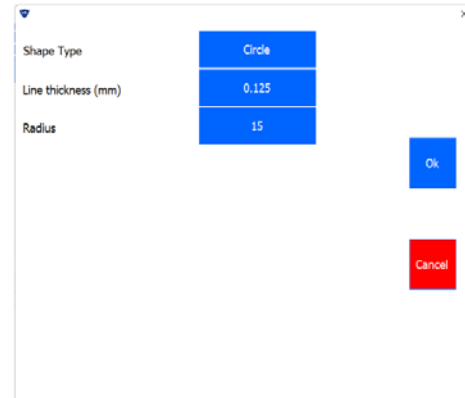 Shape Type Circle
Line thickness (mm) 0.125
Radius 15
Ok
Cancel